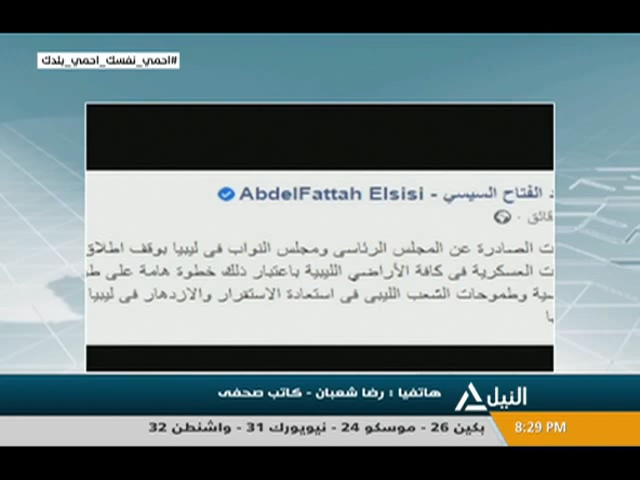 #احمي_نفسك_احمي_بلدك
الفتاح السيسي - AbdelFattah Elsisi
دقائق ·
الصادرة عن المجلس الرئاسى ومجلس النواب فى ليبيا بوقف اطلاق
العسكرية فى كافة الأراضي الليبية باعتبار ذلك خطوة هامة على
وطموحات الشعب الليبى فى استعادة الاستقرار والازدهار فى ليبيا
هاتفيا : رضا شعبان - كاتب صحفى
النيل
بكين 26 - موسكو 24 - نيويورك 31 - واشنطن 32
8:29 PM